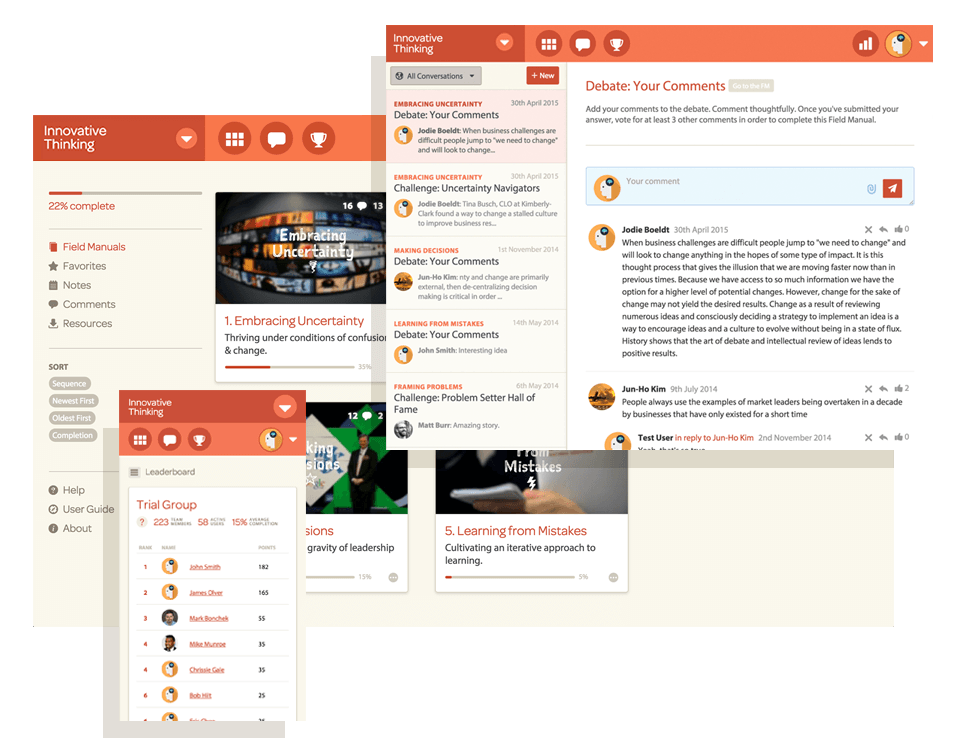 Innovative
Thinking
22% complete
Field Manuals
Favorites
Notes
Comments
Resources
SORT
Sequence
Newest First
Oldest First
Completion
Help
User Guide
About
16
13
Embracing
Uncertainty
1. Embracing Uncertainty
Thriving under conditions of confusion
& change.
35%
12
2
king
sions
sions
gravity of leadership
15%
From
Mistakes
5. Learning from Mistakes
Cultivating an iterative approach to
learning.
5%
Innovative
Thinking
All Conversations
+ New
EMBRACING UNCERTAINTY 30th April 2015
Debate: Your Comments
Jodie Boeldt: When business challenges are
difficult people jump to "we need to change"
and will look to change...
EMBRACING UNCERTAINTY 30th April 2015
Challenge: Uncertainty Navigators
Jodie Boeldt: Tina Busch, CLO at Kimberly-
Clark found a way to change a stalled culture
to improve business res...
MAKING DECISIONS 1st November 2014
Debate: Your Comments
Jun-Ho Kim: nty and change are primarily
external, then de-centralizing decision
making is critical in order ...
LEARNING FROM MISTAKES 14th May 2014
Debate: Your Comments
John Smith: Interesting idea
FRAMING PROBLEMS 6th May 2014
Challenge: Problem Setter Hall of
Fame
Matt Burr: Amazing story.
Debate: Your Comments Go to the FM
Add your comments to the debate. Comment thoughtfully. Once you've submitted your
answer, vote for at least 3 other comments in order to complete this Field Manual.
Your comment
Jodie Boeldt 30th April 2015 0
When business challenges are difficult people jump to "we need to change" and
will look to change anything in the hopes of some type of impact. It is this
thought process that gives the illusion that we are moving faster now than in
previous times. Because we have access to so much information we have the
option for a higher level of potential changes. However, change for the sake of
change may not yield the desired results. Change as a result of reviewing
numerous ideas and consciously deciding a strategy to implement an idea is a
way to encourage ideas and a culture to evolve without being in a state of flux.
History shows that the art of debate and intellectual review of ideas lends to
positive results.
Jun-Ho Kim 9th July 2014 2
People always use the examples of market leaders being overtaken in a decade
by businesses that have only existed for a short time
Test User in reply to Jun-Ho Kim 2nd November 2014 0
Yeah, that's so true
Innovative
Thinking
Leaderboard
Trial Group
? 223 TEAM MEMBERS 58 ACTIVE USERS 15% AVERAGE COMPLETION
NAME NAME POINTS
1 John Smith 182
2 James Olver 165
3 Mark Bonchek 55
4 Mike Munroe 35
4 Chrissie Gale 35
6 Bob Hitt 25